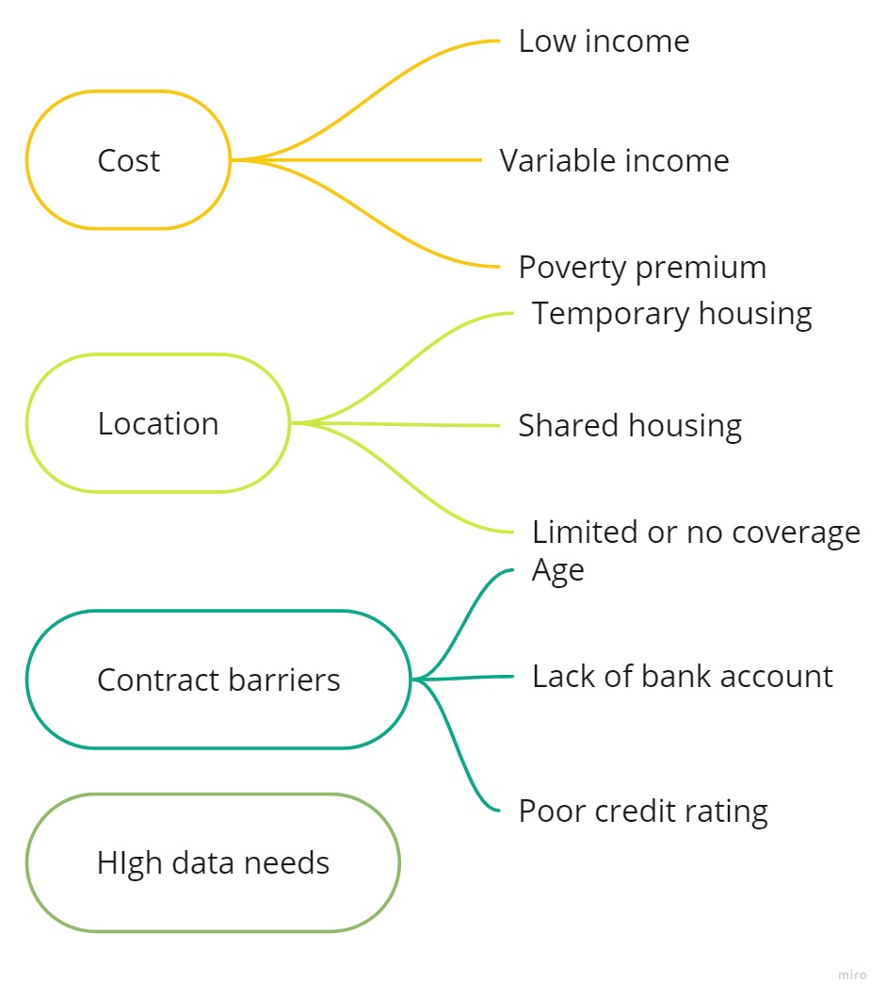 Low income
Cost
Variable income
Poverty premium
Temporary housing
Location
Shared housing
Limited or no coverage
Age
Contract barriers
Lack of bank account
Poor credit rating
HIgh data needs
miro